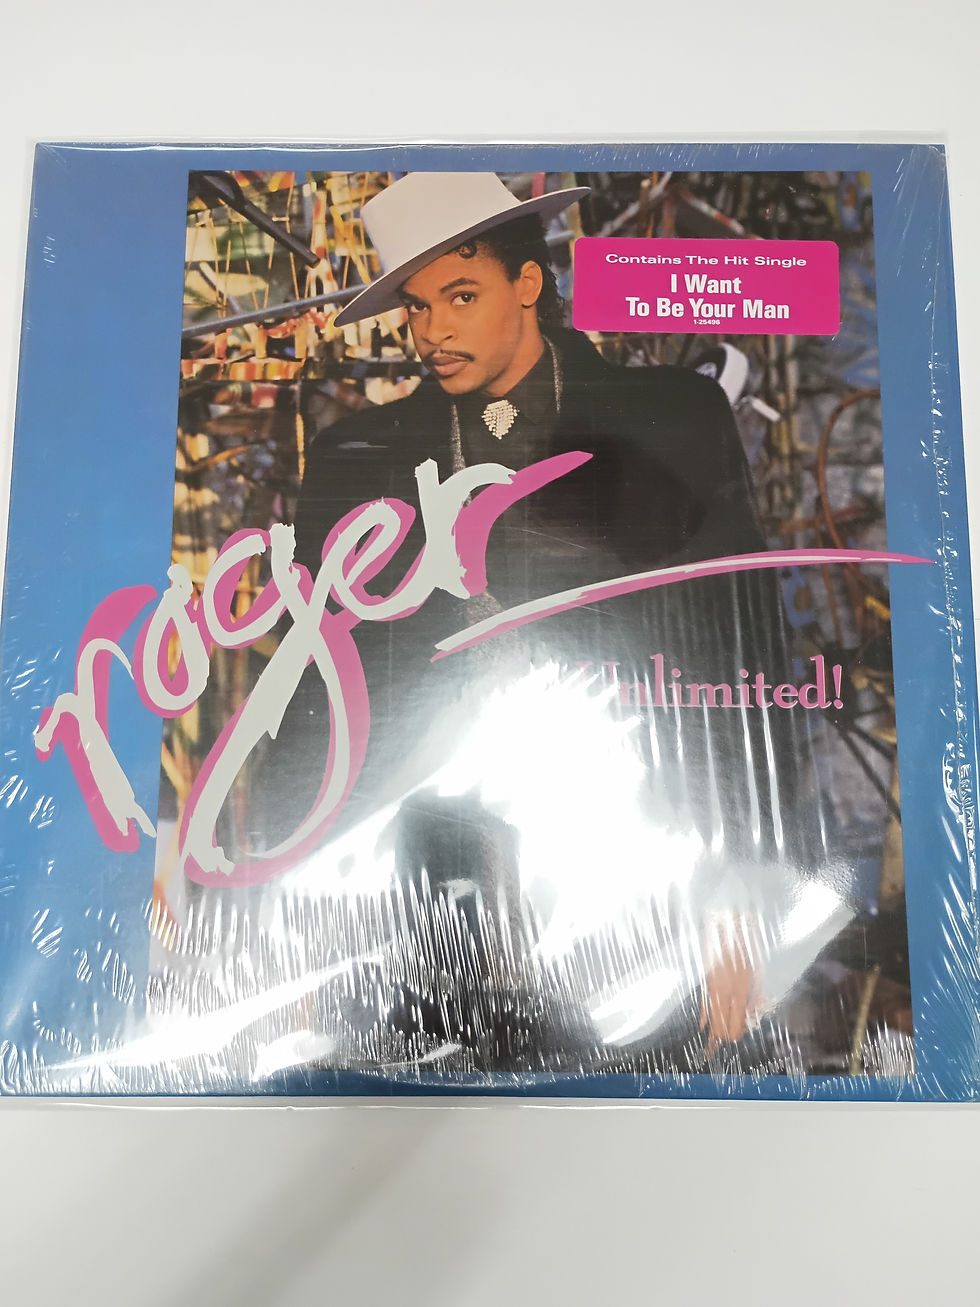 Contains The Hit Single
I Want
To Be Your Man
1-25496
roger
Unlimited!